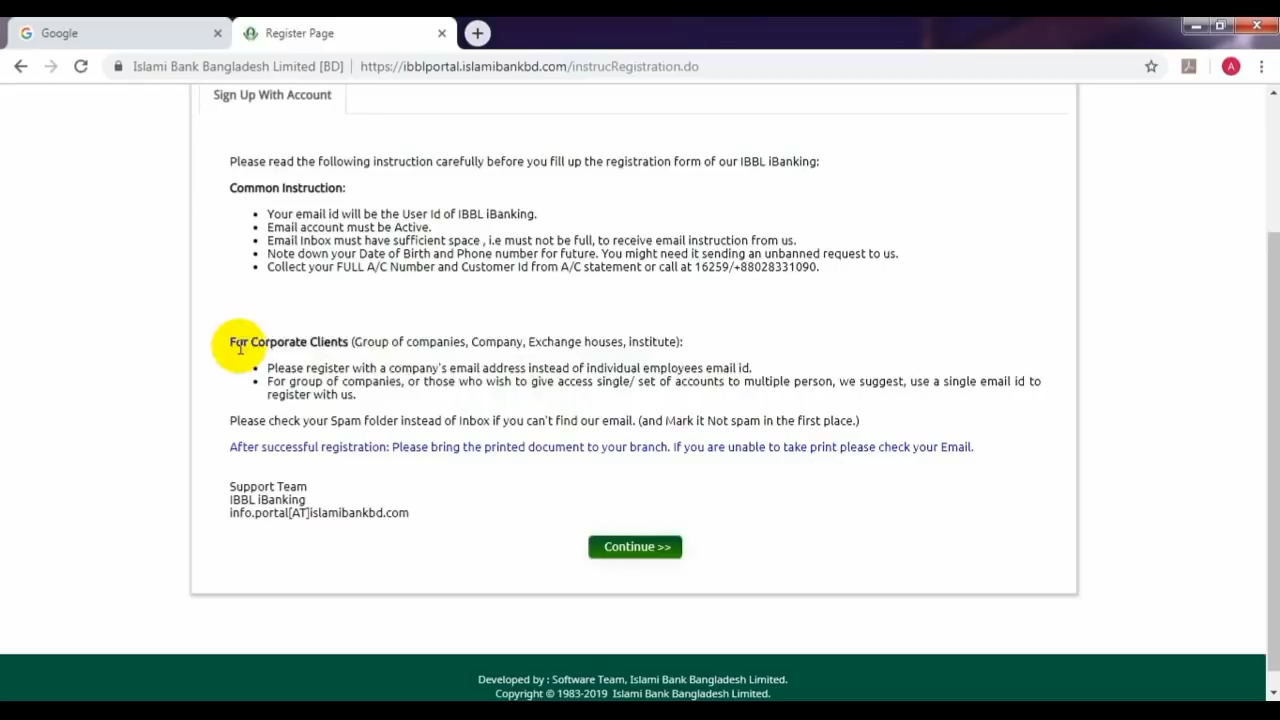 Google
Register Page
Islami Bank Bangladesh Limited [BD] | https://ibblportal.islamibankbd.com/instrucRegistration.do
A
Sign Up With Account
Please read the following instruction carefully before you fill up the registration form of our IBBL iBanking:
Common Instruction:
• Your email id will be the User Id of IBBL iBanking.
• Email account must be Active.
• Email Inbox must have sufficient space , i.e must not be full, to receive email instruction from us.
• Note down your Date of Birth and Phone number for future. You might need it sending an unbanned request to us.
• Collect your FULL A/C Number and Customer Id from A/C statement or call at 16259/+88028331090.
For Corporate Clients (Group of companies, Company, Exchange houses, institute):
• Please register with a company's email address instead of individual employees email id.
• For group of companies, or those who wish to give access single/ set of accounts to multiple person, we suggest, use a single email id to
register with us.
Please check your Spam folder instead of Inbox if you can't find our email. (and Mark it Not spam in the first place.)
After successful registration: Please bring the printed document to your branch. If you are unable to take print please check your Email.
Support Team
IBBL iBanking
info.portal[AT]islamibankbd.com
Continue >>
Developed by : Software Team, Islami Bank Bangladesh Limited.
Copyright © 1983-2019 Islami Bank Bangladesh Limited.